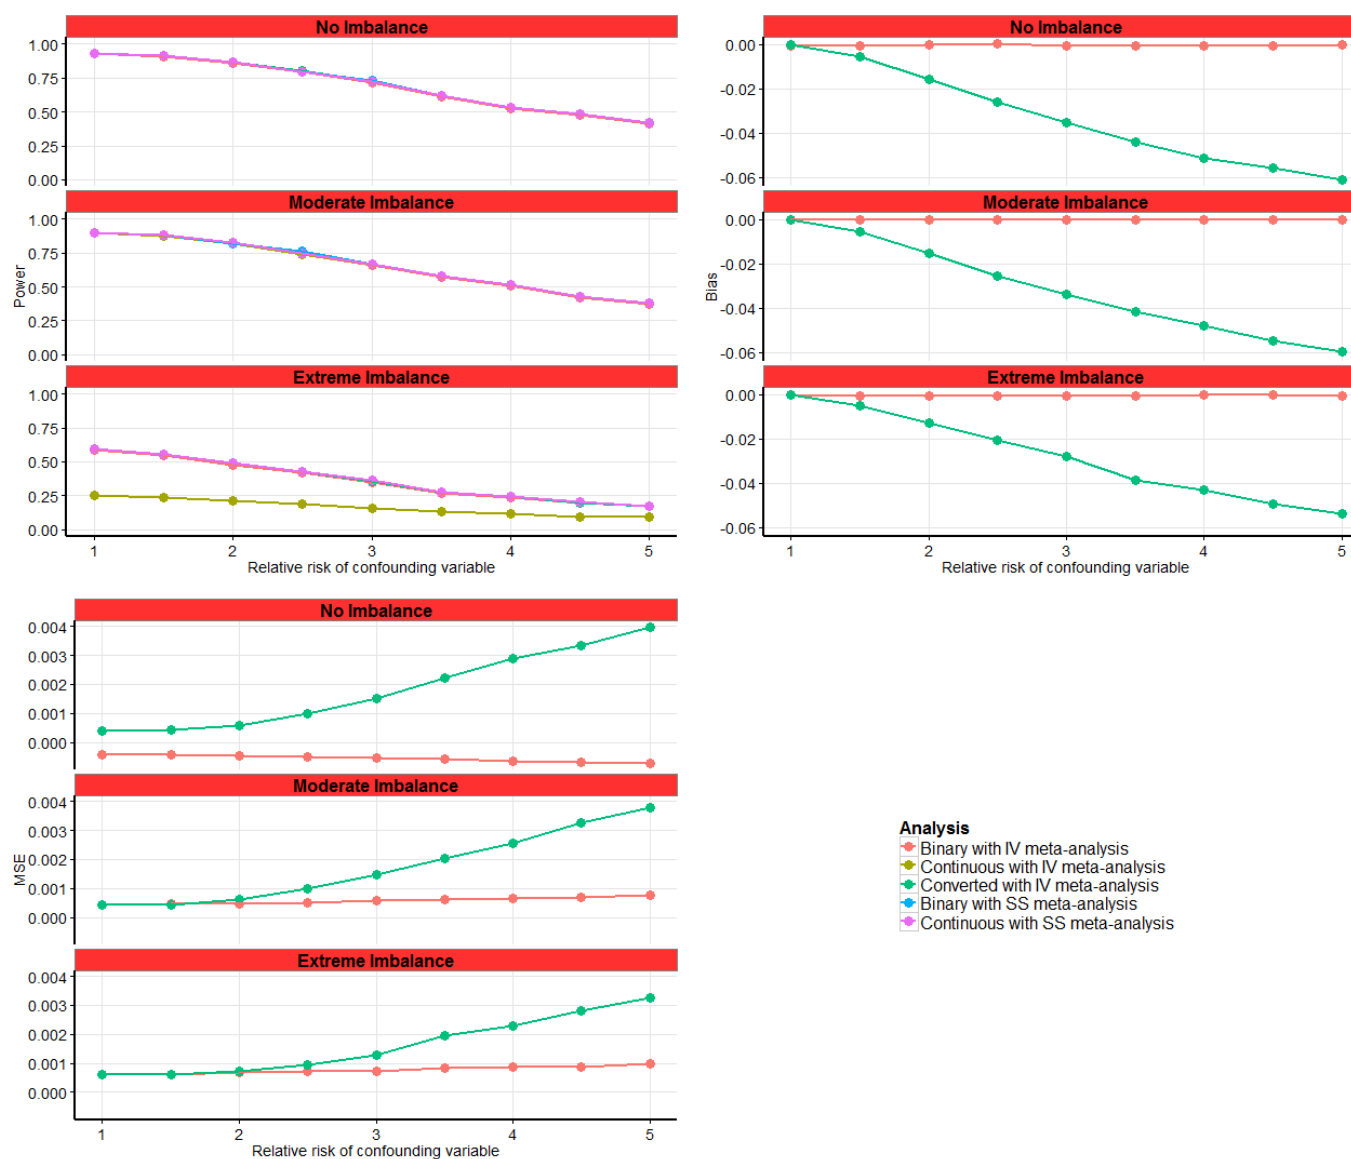 No Imbalance
1.00
0.75
0.50
0.25
0.00
Moderate Imbalance
1.00
0.75
0.50
0.25
0.00
Power
Extreme Imbalance
1.00
0.75
0.50
0.25
0.00
1 2 3 4 5
Relative risk of confounding variable
No Imbalance
0.00
-0.02
-0.04
-0.06
Moderate Imbalance
0.00
-0.02
-0.04
-0.06
Bias
Extreme Imbalance
0.00
-0.02
-0.04
-0.06
1 2 3 4 5
Relative risk of confounding variable
No Imbalance
0.004
0.003
0.002
0.001
0.000
Moderate Imbalance
0.004
0.003
0.002
0.001
0.000
MSE
Extreme Imbalance
0.004
0.003
0.002
0.001
0.000
1 2 3 4 5
Relative risk of confounding variable
Analysis
Binary with IV meta-analysis
Continuous with IV meta-analysis
Converted with IV meta-analysis
Binary with SS meta-analysis
Continuous with SS meta-analysis